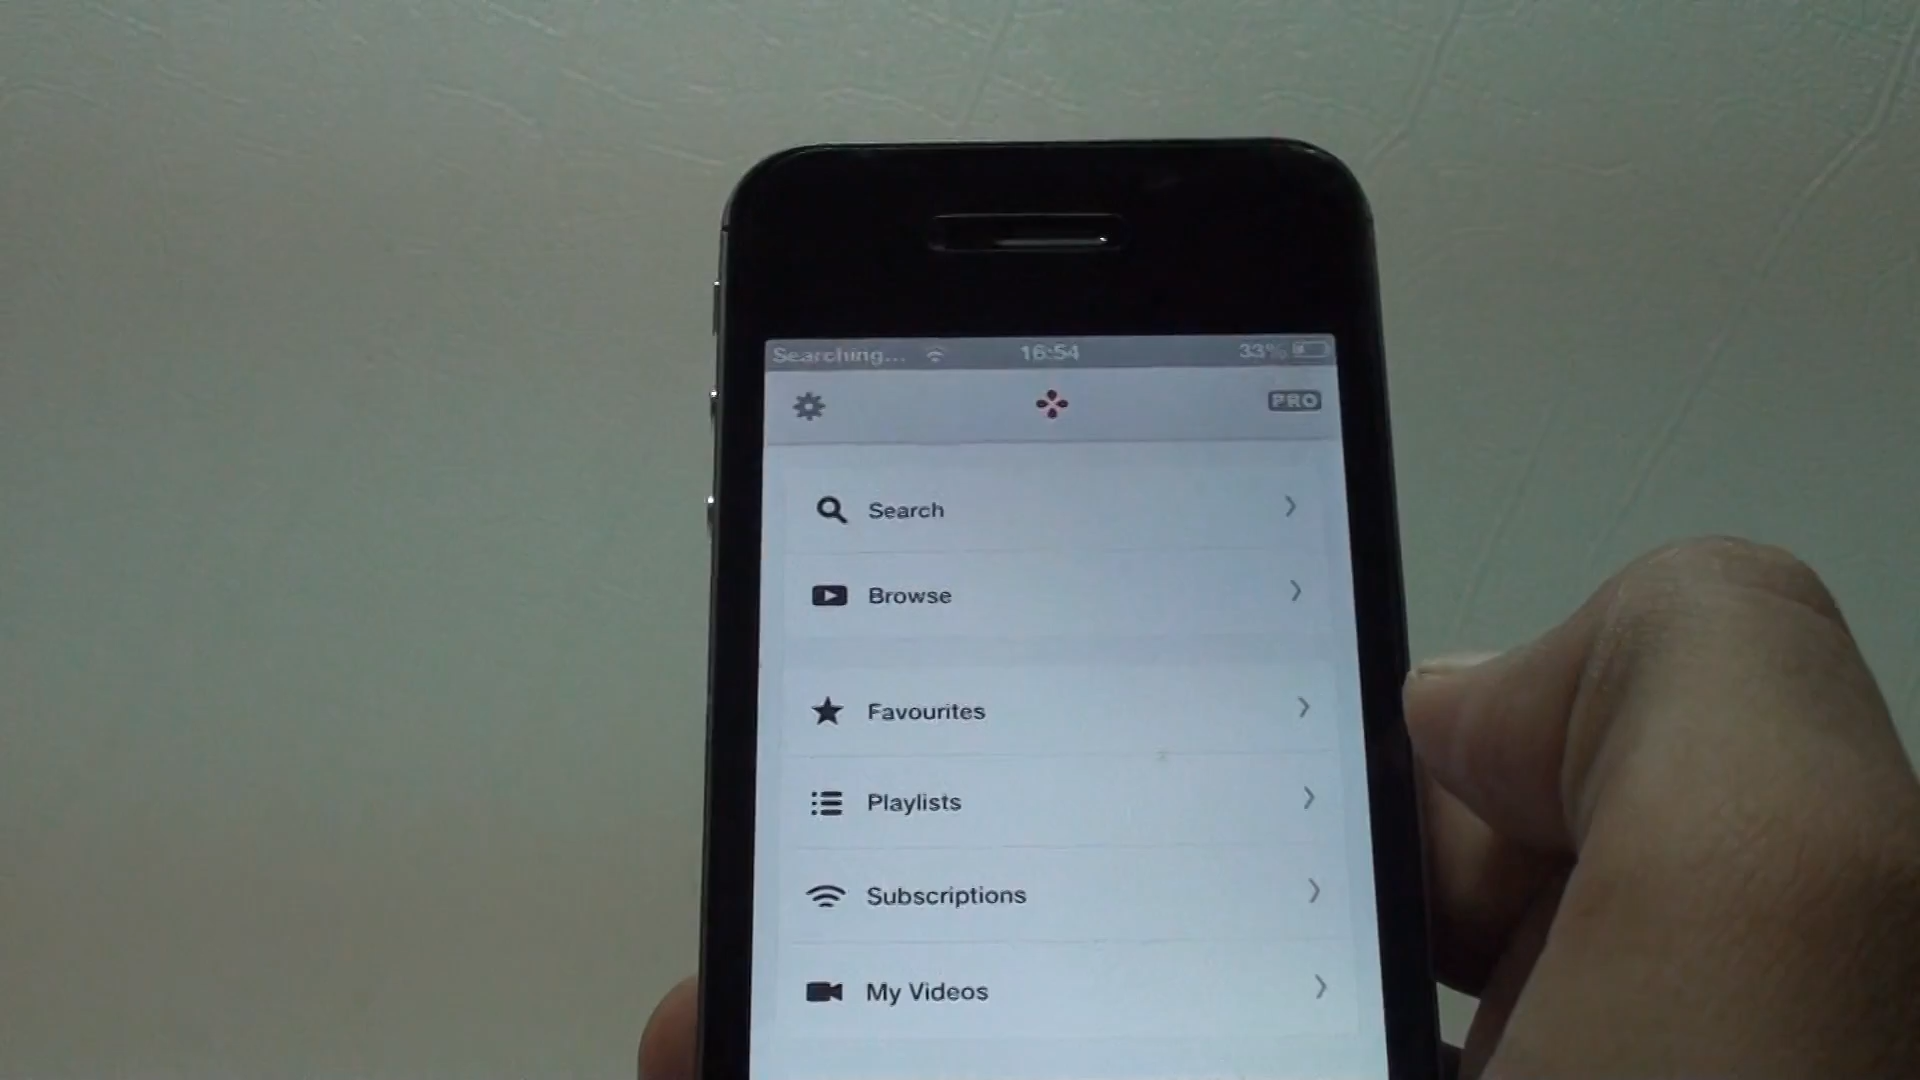 Searching... 16:54 33%
PRO
Search
Browse
Favourites
Playlists
Subscriptions
My Videos